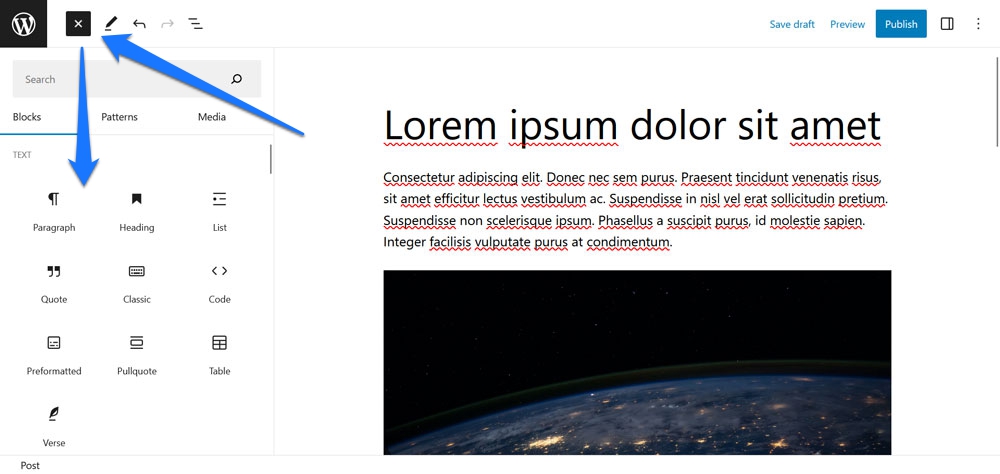 Save draft
Preview
Publish
Search
Blocks
Patterns
Media
TEXT
Paragraph
Heading
List
Quote
Classic
Code
Preformatted
Pullquote
Table
Verse
Lorem ipsum dolor sit amet
Consectetur adipiscing elit. Donec nec sem purus. Praesent tincidunt venenatis risus,
sit amet efficitur lectus vestibulum ac. Suspendisse in nisl vel erat sollicitudin pretium.
Suspendisse non scelerisque ipsum. Phasellus a suscipit purus, id molestie sapien.
Integer facilisis vulputate purus at condimentum.
Post